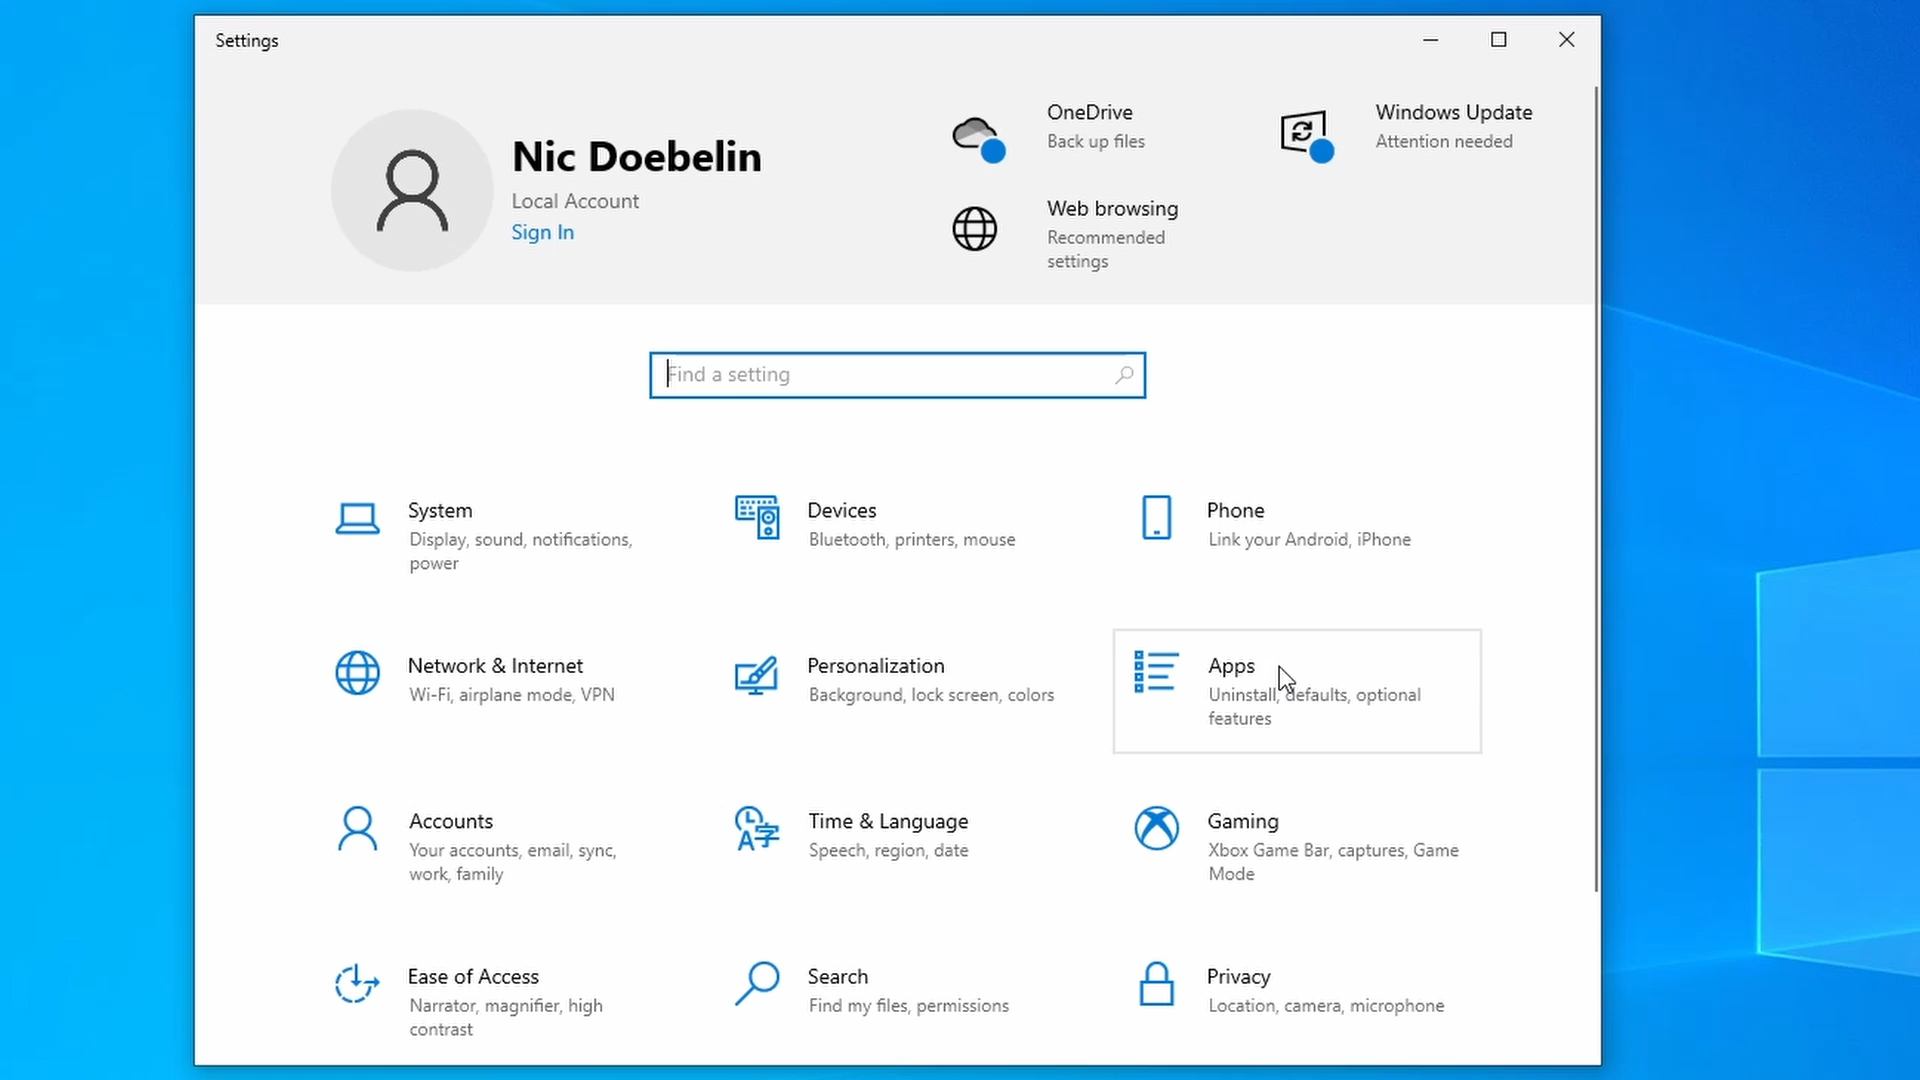 Settings
Nic Doebelin
Local Account
Sign In
OneDrive
Back up files
Windows Update
Attention needed
Web browsing
Recommended
settings
Find a setting
System
Display, sound, notifications,
power
Devices
Bluetooth, printers, mouse
Phone
Link your Android, iPhone
Network & Internet
Wi-Fi, airplane mode, VPN
Personalization
Background, lock screen, colors
Apps
Uninstall, defaults, optional
features
Accounts
Your accounts, email, sync,
work, family
Time & Language
Speech, region, date
Gaming
Xbox Game Bar, captures, Game
Mode
Ease of Access
Narrator, magnifier, high
contrast
Search
Find my files, permissions
Privacy
Location, camera, microphone